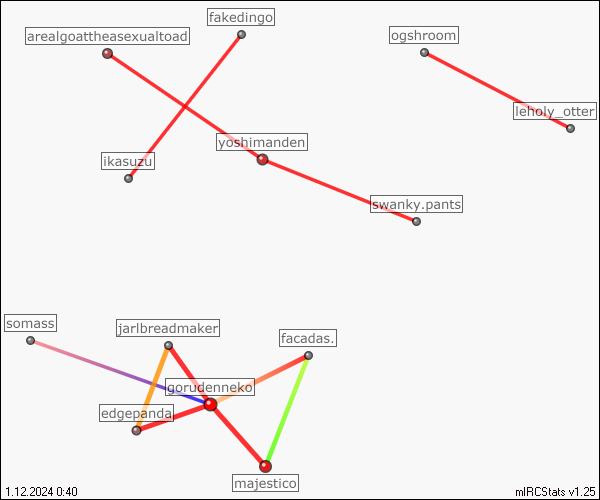 fakedingo
arealgoattheasexualtoad
ogshroom
leholy_otter
yoshimanden
ikasuzu
swanky.pants
somass
jarlbreadmaker
facadas.
gorudenneko
edgepanda
majestico
1.12.2024 0:40
mIRCStats v1.25